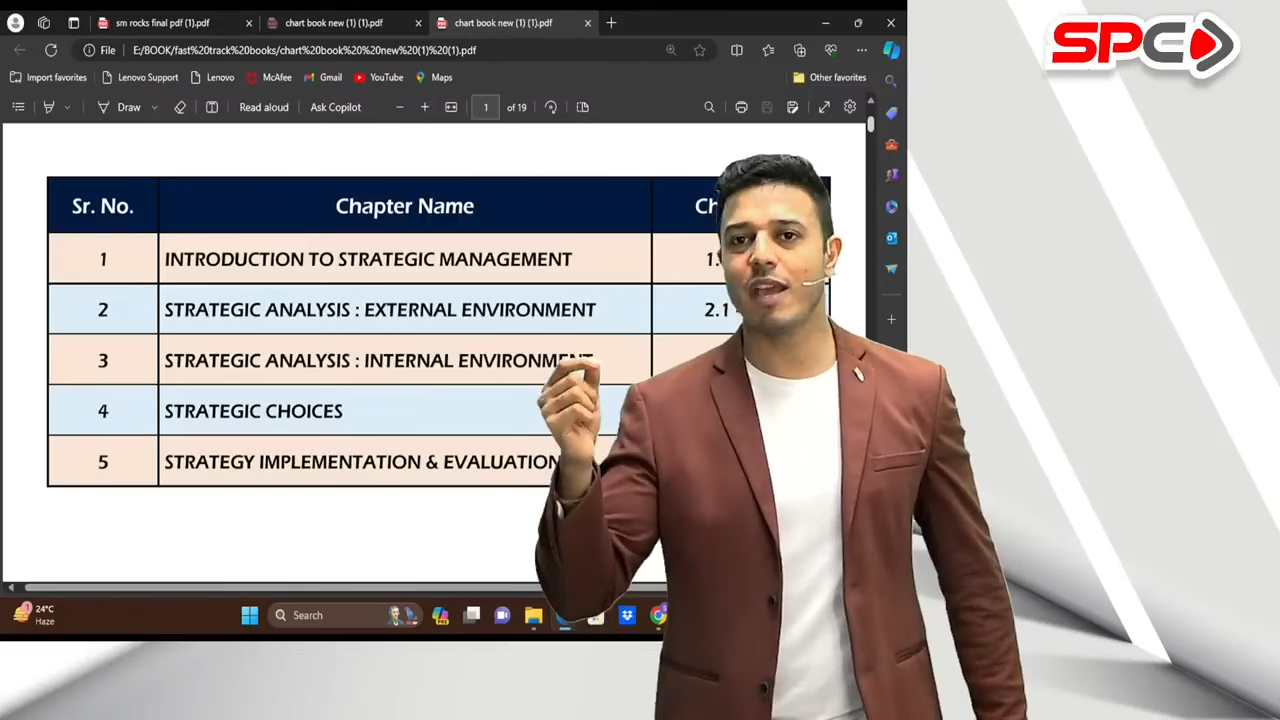 sm rocks final pdf (1).pdf
chart book new (1) (1).pdf
chart book new (1) (1).pdf
File
E:/BOOK/fast%20track%20books/chart%20book%20new%20(1)%20(1).pdf
Import favorites
Lenovo Support
Lenovo
McAfee
Gmail
YouTube
Maps
Other favorites
Draw
Read aloud
Ask Copilot
1
of 19
SPC
Sr. No.
Chapter Name
1
INTRODUCTION TO STRATEGIC MANAGEMENT
1.
2
STRATEGIC ANALYSIS : EXTERNAL ENVIRONMENT
2.1
3
STRATEGIC ANALYSIS : INTERNAL ENVIRONMENT
4
STRATEGIC CHOICES
5
STRATEGY IMPLEMENTATION & EVALUATION
24°C
Haze
Search